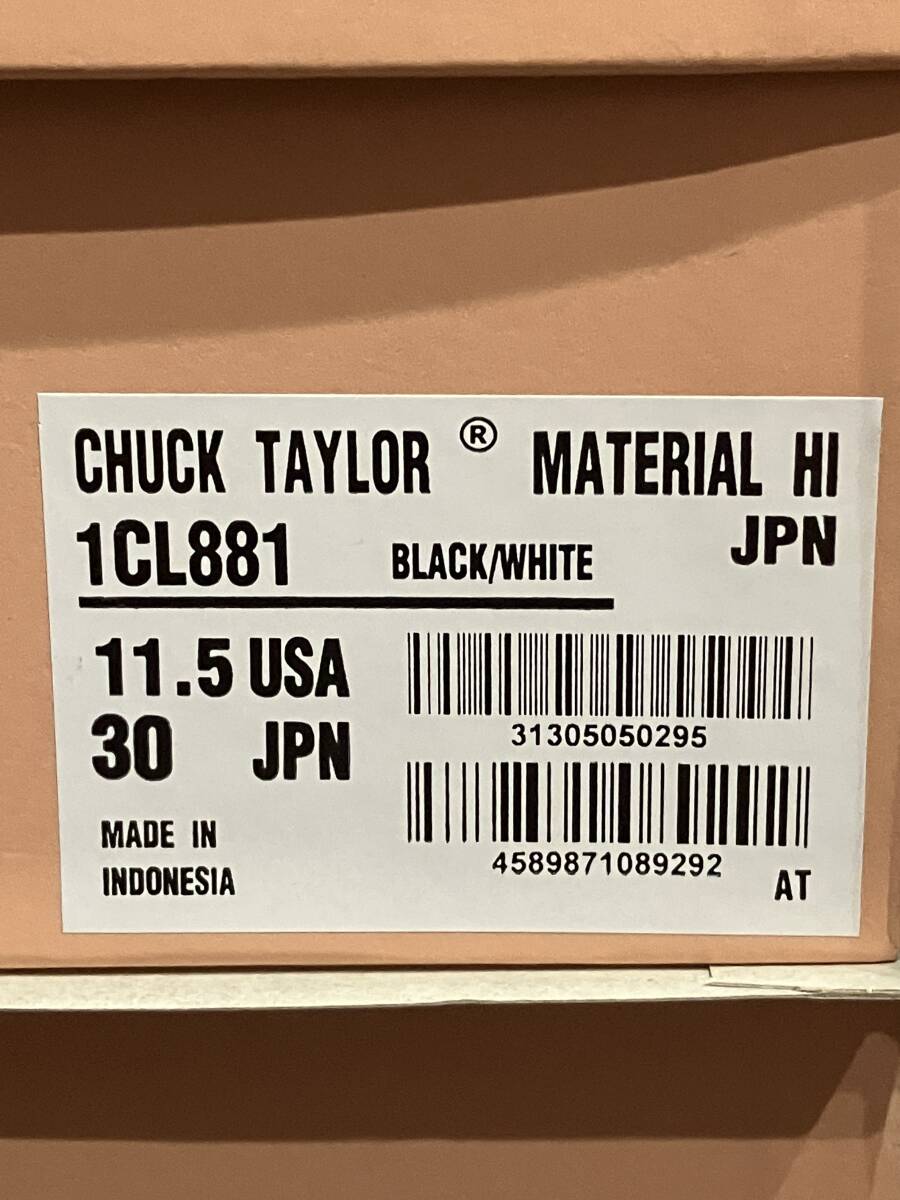 CHUCK TAYLOR ® MATERIAL HI
1CL881 BLACK/WHITE JPN
11.5 USA
30 JPN
31305050295
MADE IN
INDONESIA
4589871089292
AT